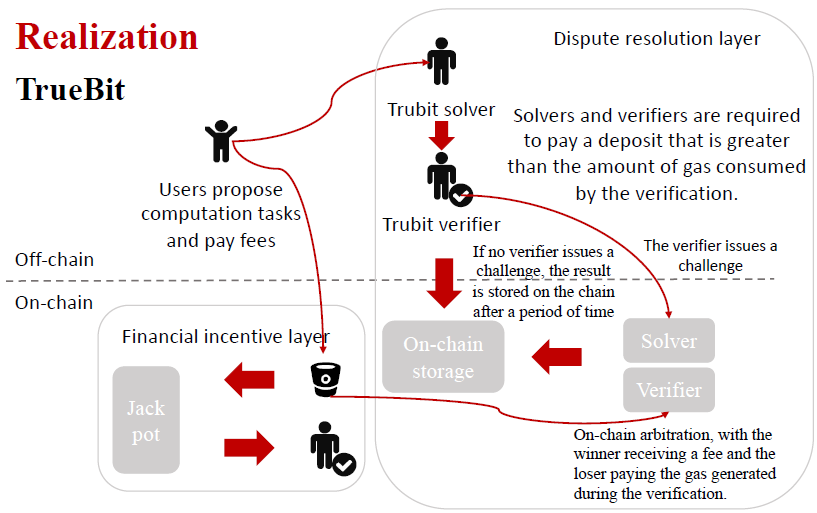 Realization
TrueBit
Dispute resolution layer
Trubit solver
Solvers and verifiers are required
to pay a deposit that is greater
than the amount of gas consumed
by the verification.
Users propose
computation tasks
and pay fees
Trubit verifier
If no verifier issues a
challenge, the result
is stored on the chain
after a period of time
The verifier issues a
challenge
Off-chain
On-chain
Financial incentive layer
Jack
pot
On-chain
storage
Solver
Verifier
On-chain arbitration, with the
winner receiving a fee and the
loser paying the gas generated
during the verification.